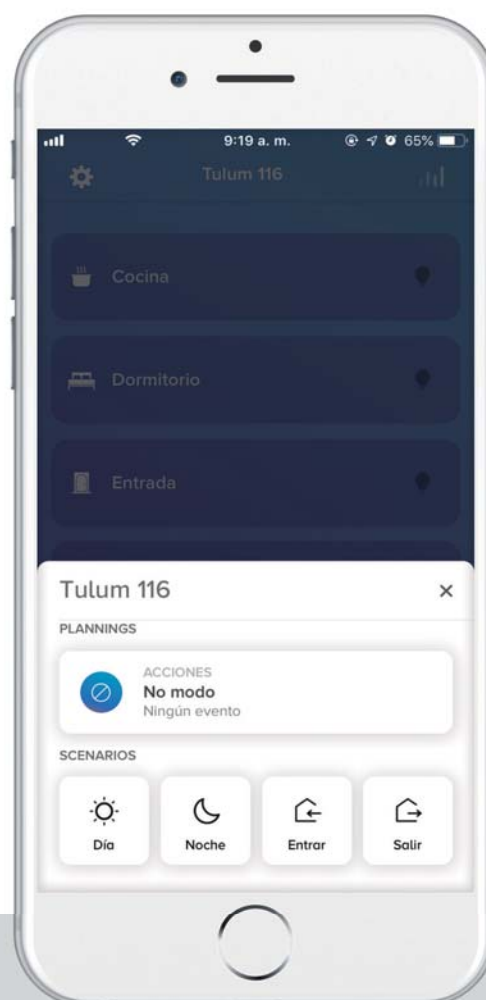 9:19 a. m.
65%
Tulum 116
Cocina
Dormitorio
Entrada
Tulum 116
PLANNINGS
ACCIONES
No modo
Ningún evento
SCENARIOS
Día
Noche
Entrar
Salir